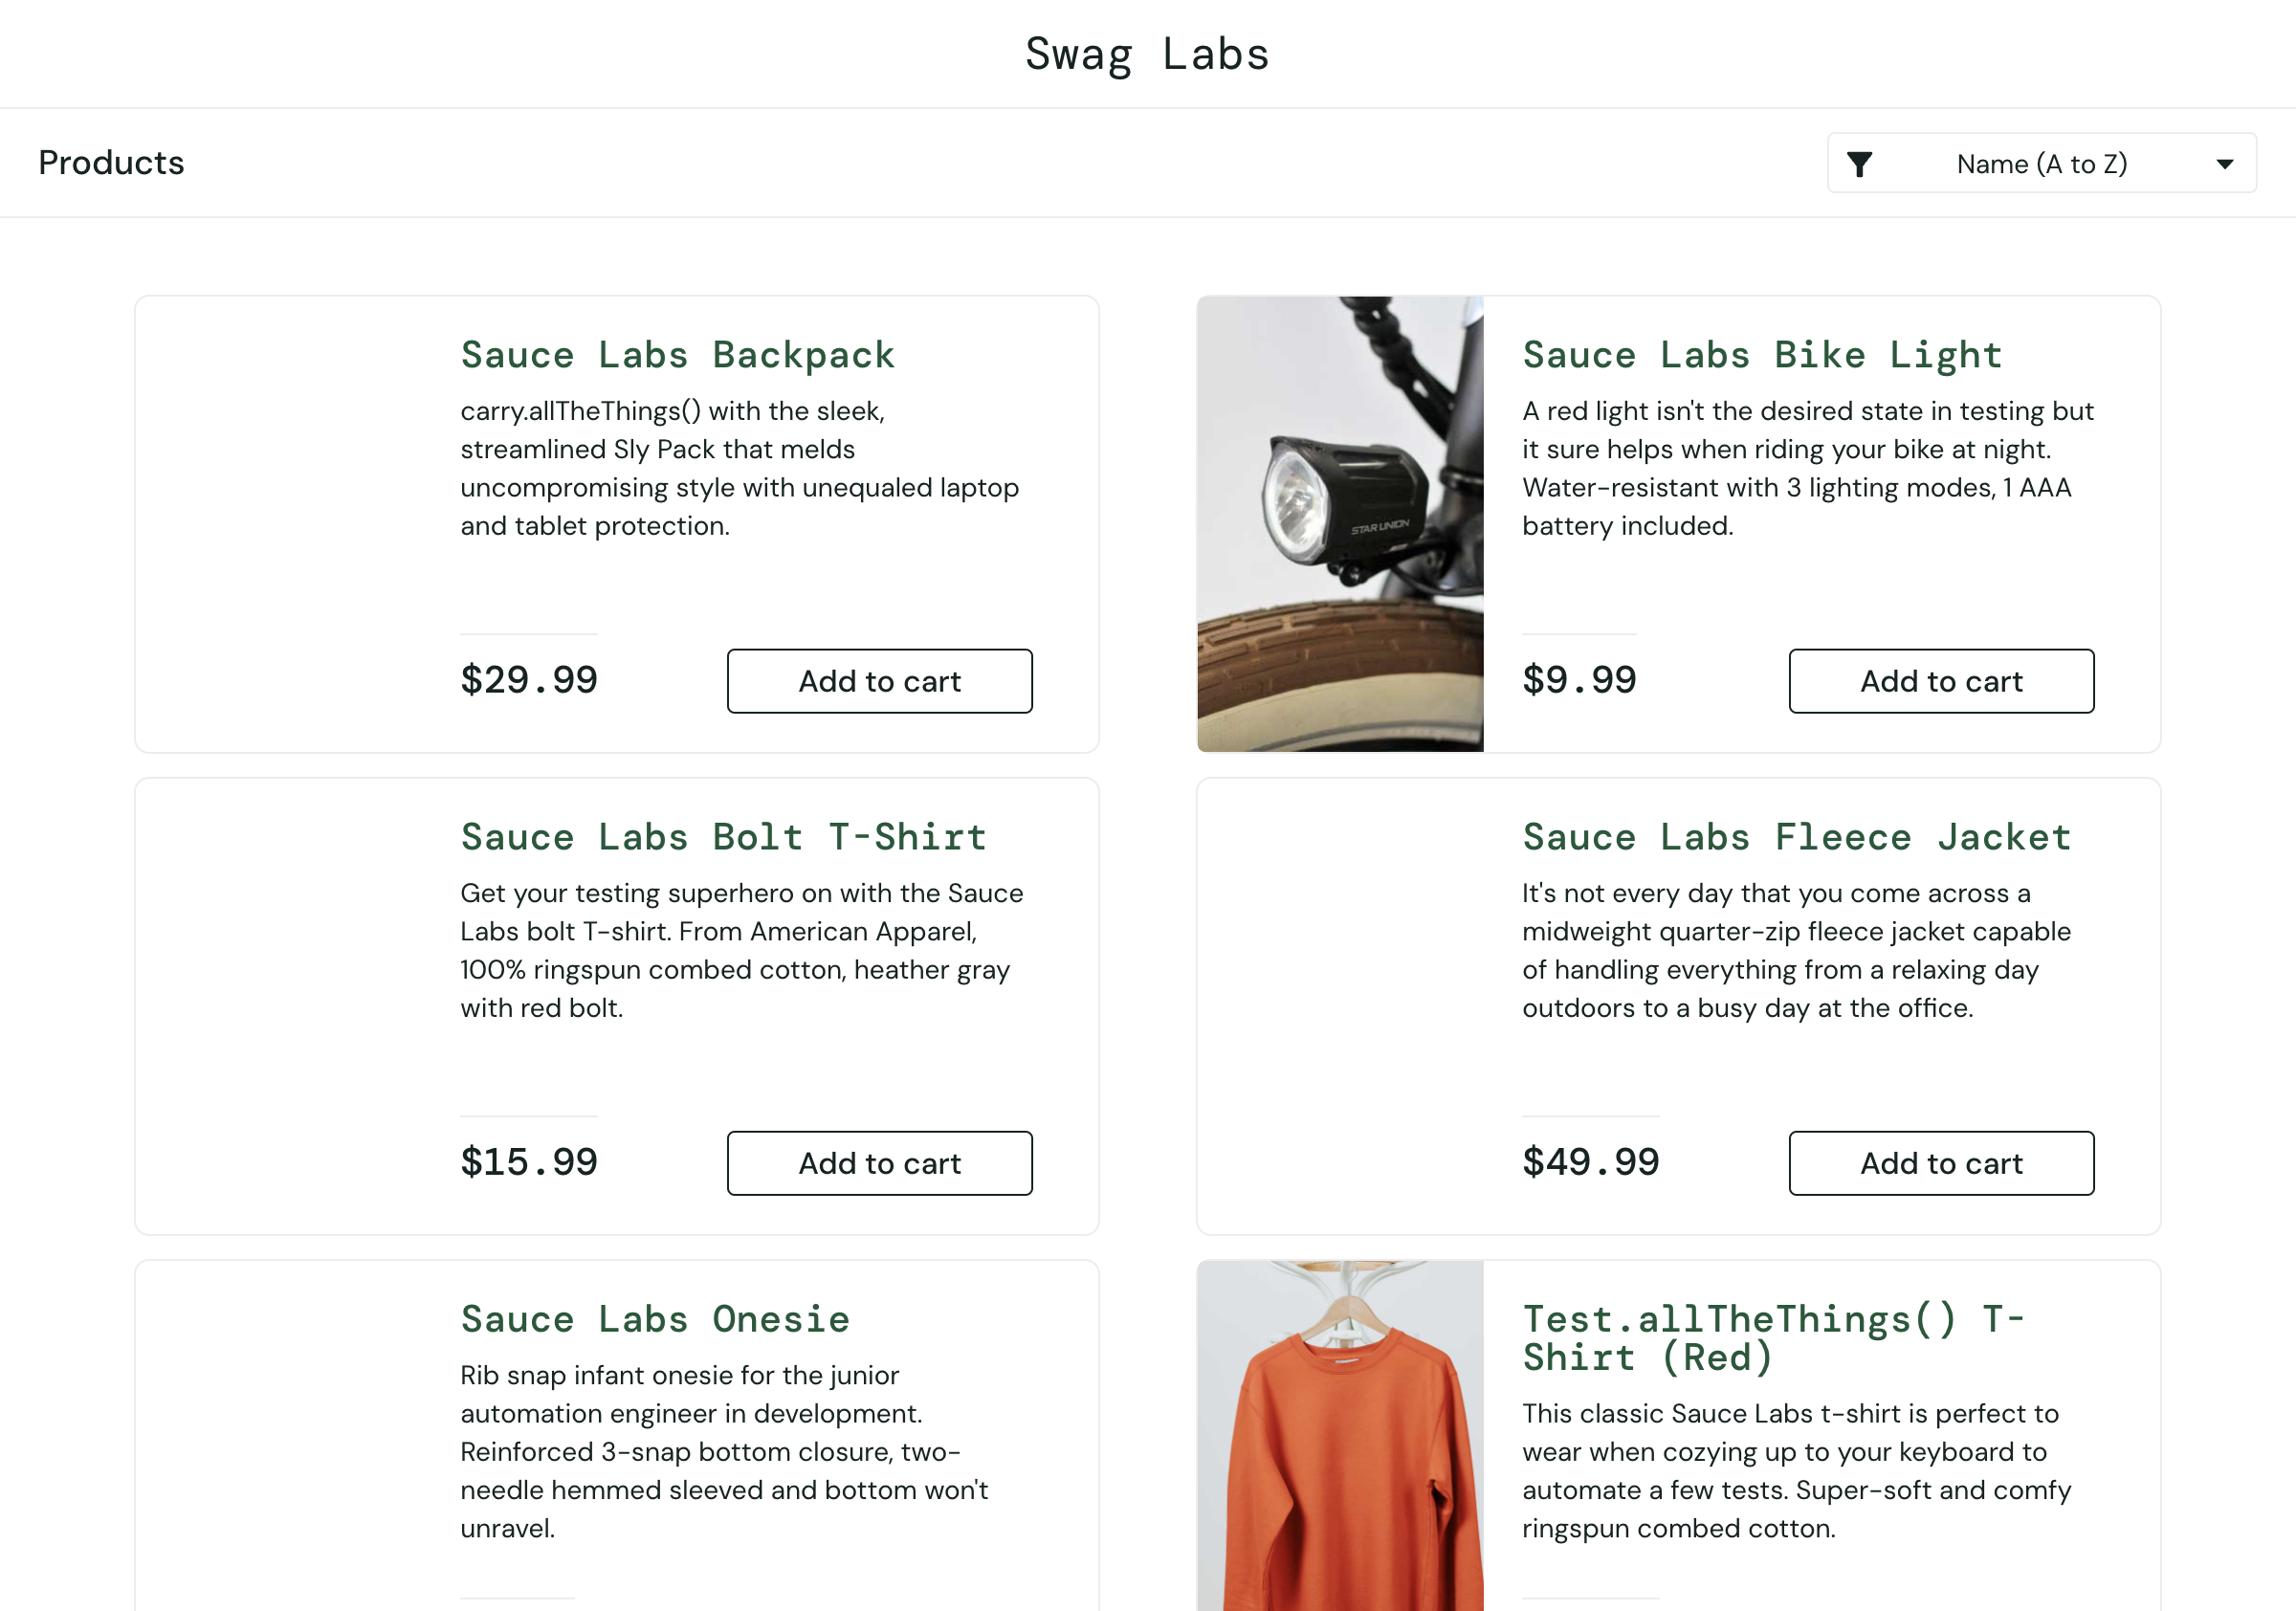 Swag Labs
Products
Name (A to Z)
Sauce Labs Backpack
carry.allTheThings() with the sleek,
streamlined Sly Pack that melds
uncompromising style with unequaled laptop
and tablet protection.
$29.99
Add to cart
STAR UNION
Sauce Labs Bike Light
A red light isn't the desired state in testing but
it sure helps when riding your bike at night.
Water-resistant with 3 lighting modes, 1 AAA
battery included.
$9.99
Add to cart
Sauce Labs Bolt T-Shirt
Get your testing superhero on with the Sauce
Labs bolt T-shirt. From American Apparel,
100% ringspun combed cotton, heather gray
with red bolt.
$15.99
Add to cart
Sauce Labs Fleece Jacket
It's not every day that you come across a
midweight quarter-zip fleece jacket capable
of handling everything from a relaxing day
outdoors to a busy day at the office.
$49.99
Add to cart
Sauce Labs Onesie
Rib snap infant onesie for the junior
automation engineer in development.
Reinforced 3-snap bottom closure, two-
needle hemmed sleeved and bottom won't
unravel.
Test.allTheThings() T-
Shirt (Red)
This classic Sauce Labs t-shirt is perfect to
wear when cozying up to your keyboard to
automate a few tests. Super-soft and comfy
ringspun combed cotton.